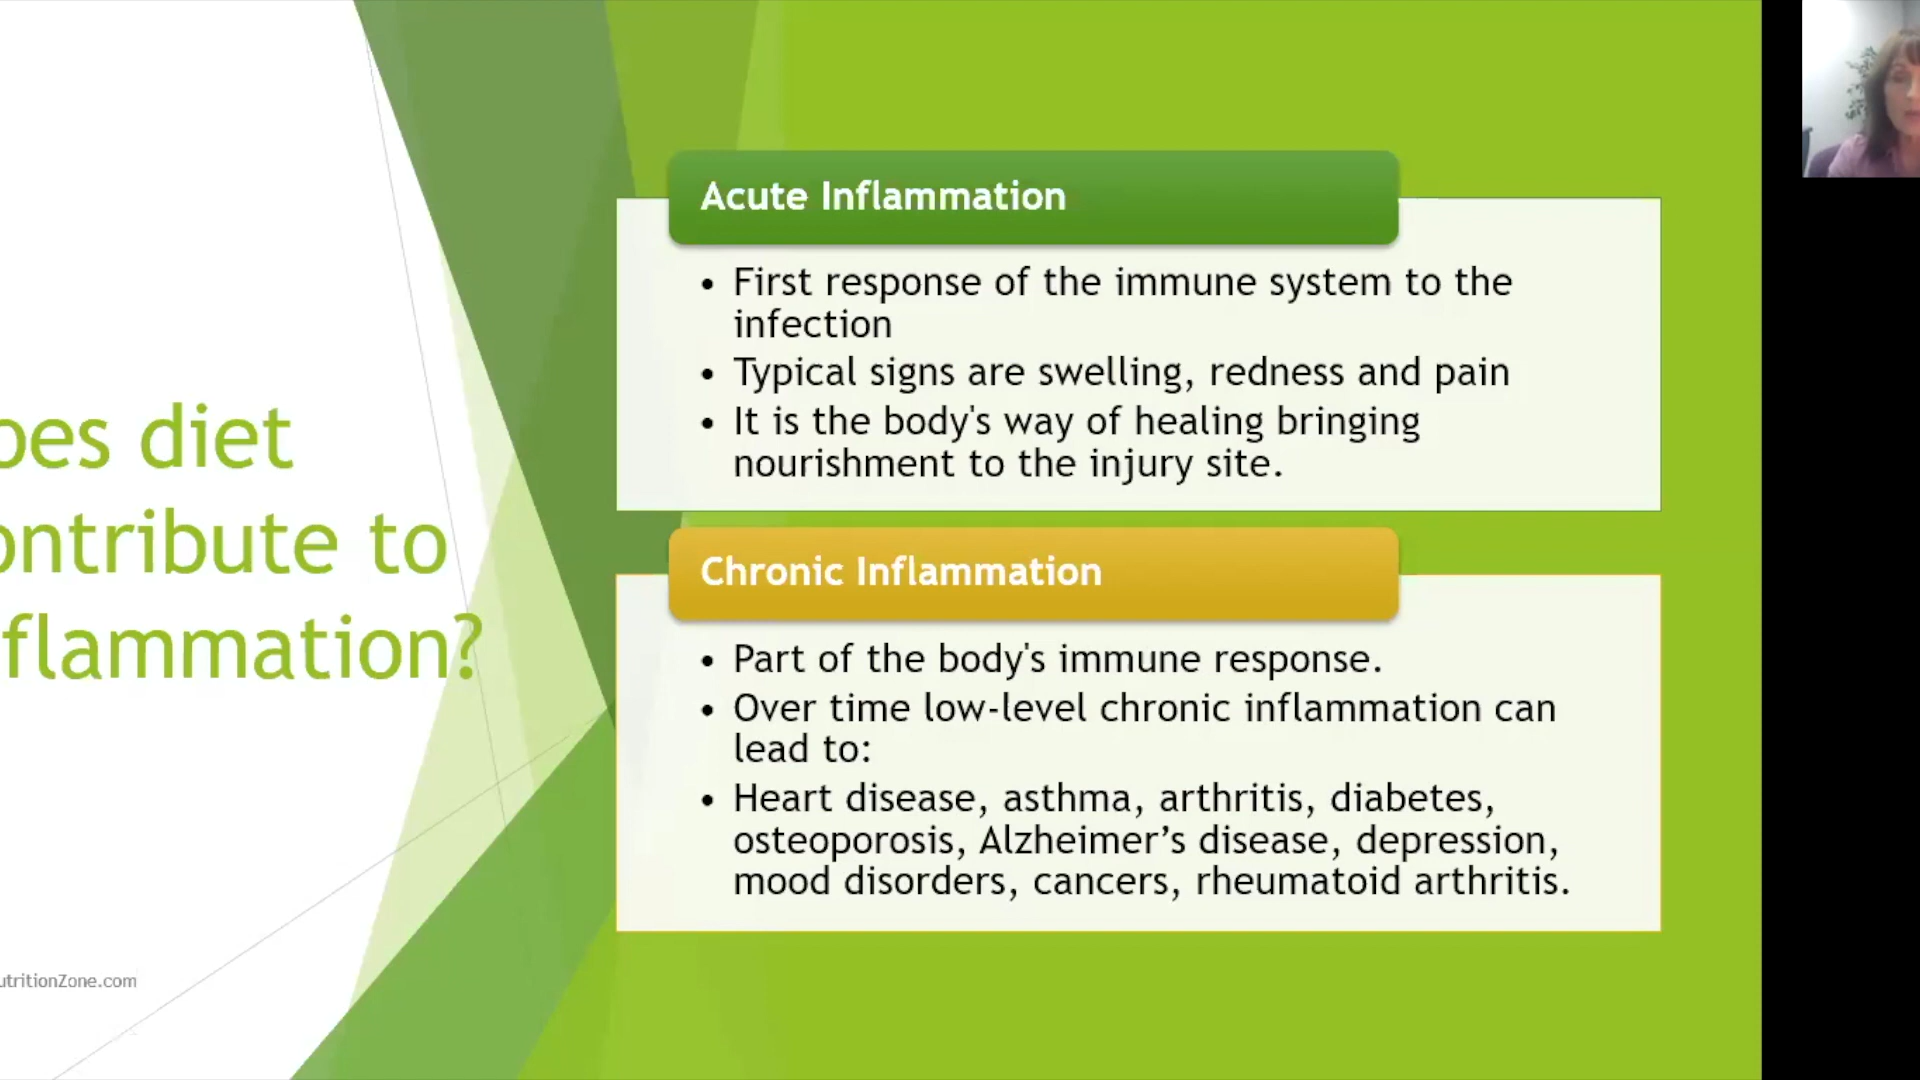 oes diet
ontribute to
flammation?
utritionZone.com
Acute Inflammation
• First response of the immune system to the
infection
• Typical signs are swelling, redness and pain
• It is the body's way of healing bringing
nourishment to the injury site.
Chronic Inflammation
• Part of the body's immune response.
• Over time low-level chronic inflammation can
lead to:
• Heart disease, asthma, arthritis, diabetes,
osteoporosis, Alzheimer’s disease, depression,
mood disorders, cancers, rheumatoid arthritis.